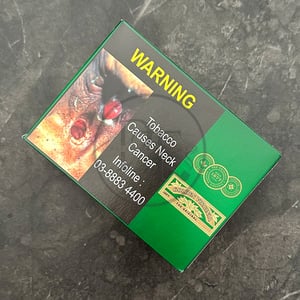 WARNING
Tobacco
Causes Neck
Cancer
Infoline :
03-8883 4400